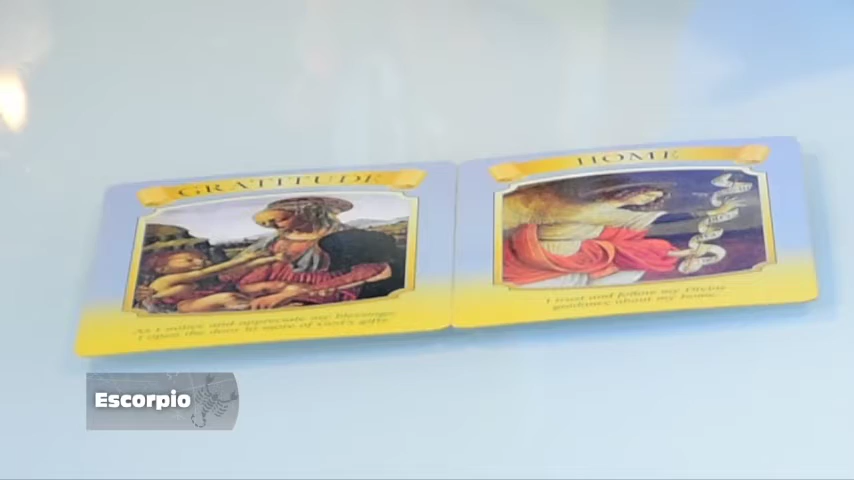 GRATITUDE
As I notice and appreciate my blessings,
I open the door to more of God's gifts.
HOME
I trust and follow my Divine
guidance about my home.
Escorpio